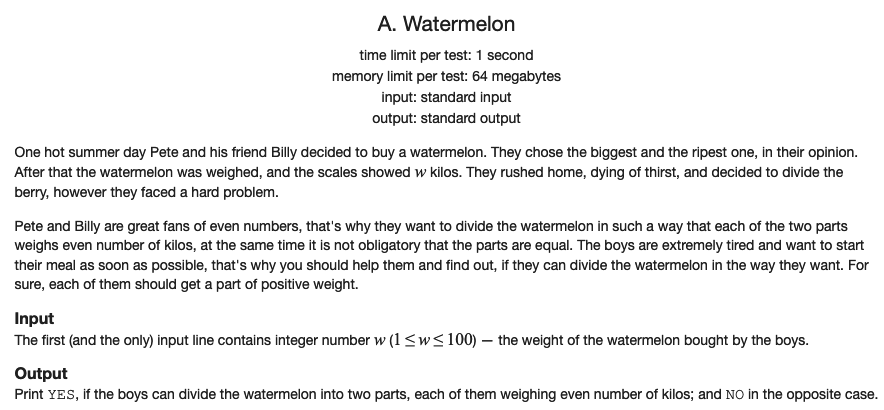 A. Watermelon
time limit per test: 1 second
memory limit per test: 64 megabytes
input: standard input
output: standard output
One hot summer day Pete and his friend Billy decided to buy a watermelon. They chose the biggest and the ripest one, in their opinion.
After that the watermelon was weighed, and the scales showed w kilos. They rushed home, dying of thirst, and decided to divide the
berry, however they faced a hard problem.
Pete and Billy are great fans of even numbers, that's why they want to divide the watermelon in such a way that each of the two parts
weighs even number of kilos, at the same time it is not obligatory that the parts are equal. The boys are extremely tired and want to start
their meal as soon as possible, that's why you should help them and find out, if they can divide the watermelon in the way they want. For
sure, each of them should get a part of positive weight.
Input
The first (and the only) input line contains integer number w (1 ≤ w ≤ 100) — the weight of the watermelon bought by the boys.
Output
Print YES, if the boys can divide the watermelon into two parts, each of them weighing even number of kilos; and NO in the opposite case.